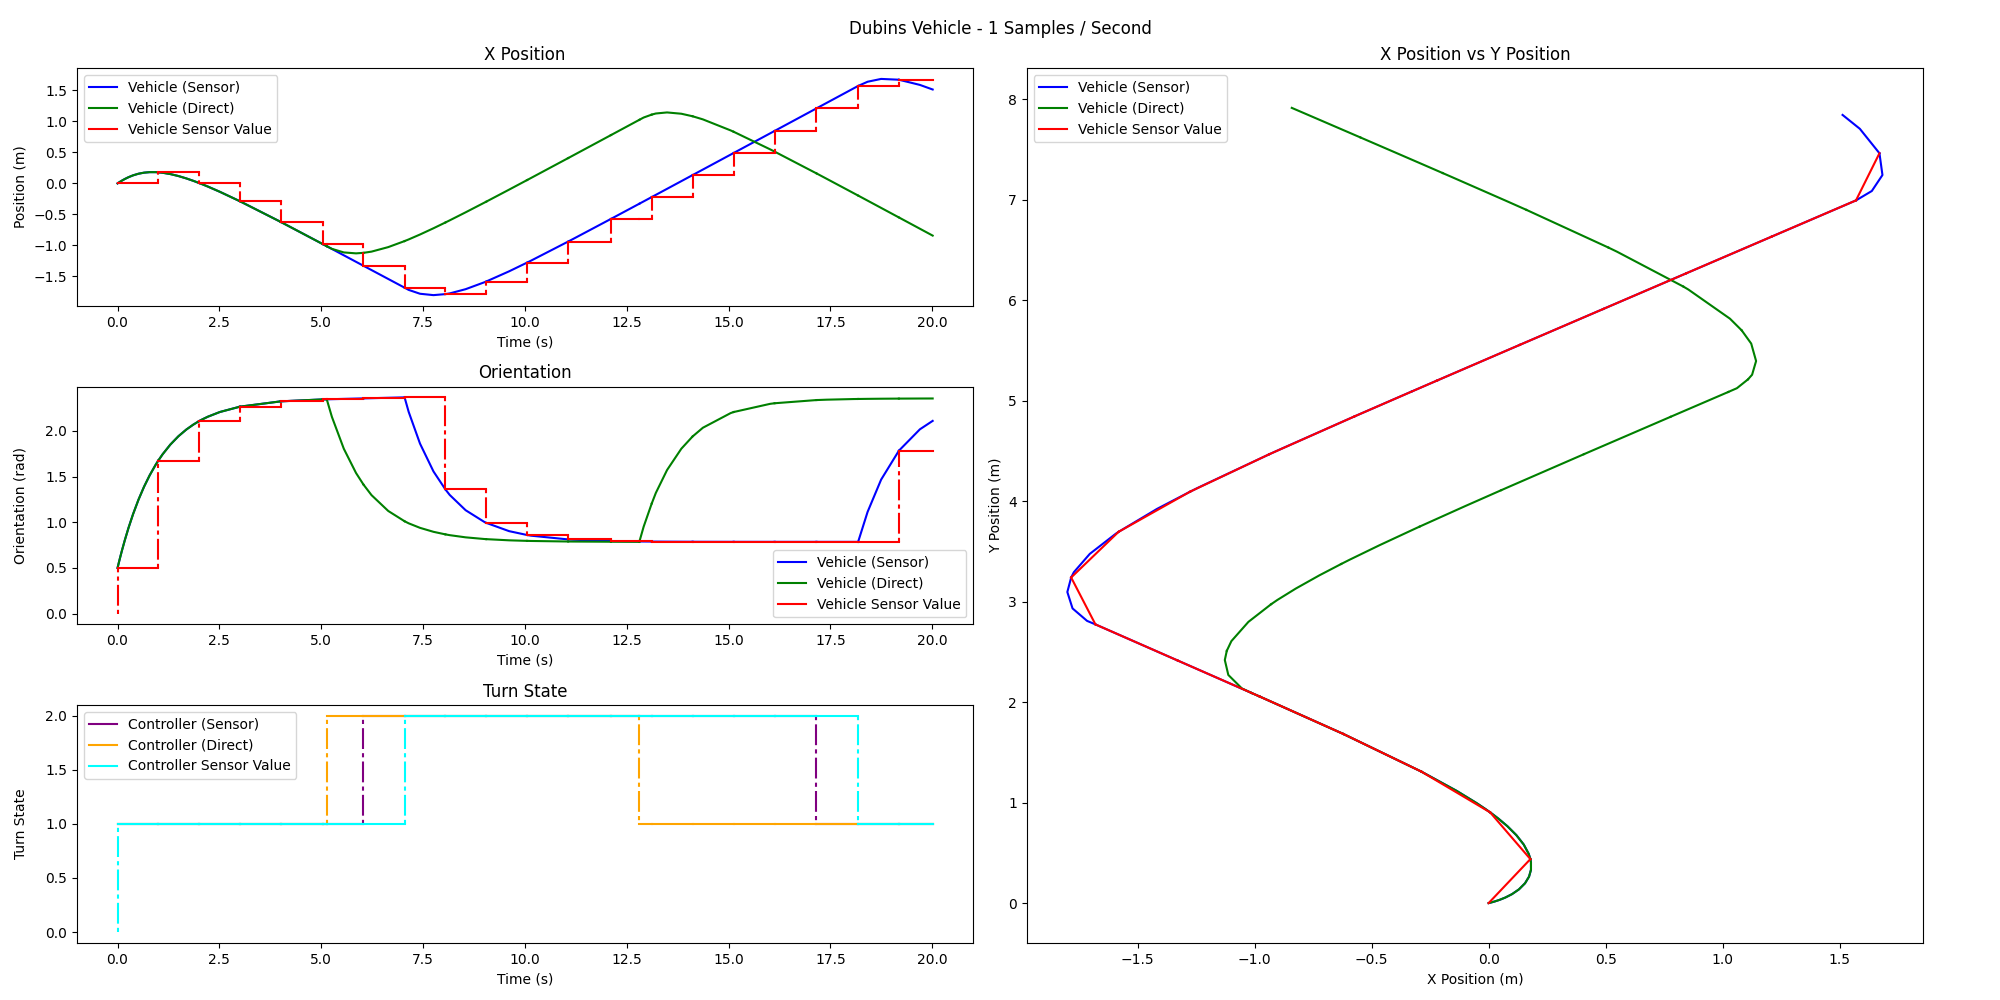 Dubins Vehicle - 1 Samples / Second
X Position
Vehicle (Sensor)
Vehicle (Direct)
Vehicle Sensor Value
Position (m)
1.5
1.0
0.5
0.0
−0.5
−1.0
−1.5
0.0 2.5 5.0 7.5 10.0 12.5 15.0 17.5 20.0
Time (s)
Orientation
Orientation (rad)
2.0
1.5
1.0
0.5
0.0
Vehicle (Sensor)
Vehicle (Direct)
Vehicle Sensor Value
0.0 2.5 5.0 7.5 10.0 12.5 15.0 17.5 20.0
Time (s)
Turn State
Controller (Sensor)
Controller (Direct)
Controller Sensor Value
Turn State
2.0
1.5
1.0
0.5
0.0
0.0 2.5 5.0 7.5 10.0 12.5 15.0 17.5 20.0
Time (s)
X Position vs Y Position
Vehicle (Sensor)
Vehicle (Direct)
Vehicle Sensor Value
Y Position (m)
8
7
6
5
4
3
2
1
0
−1.5 −1.0 −0.5 0.0 0.5 1.0 1.5
X Position (m)